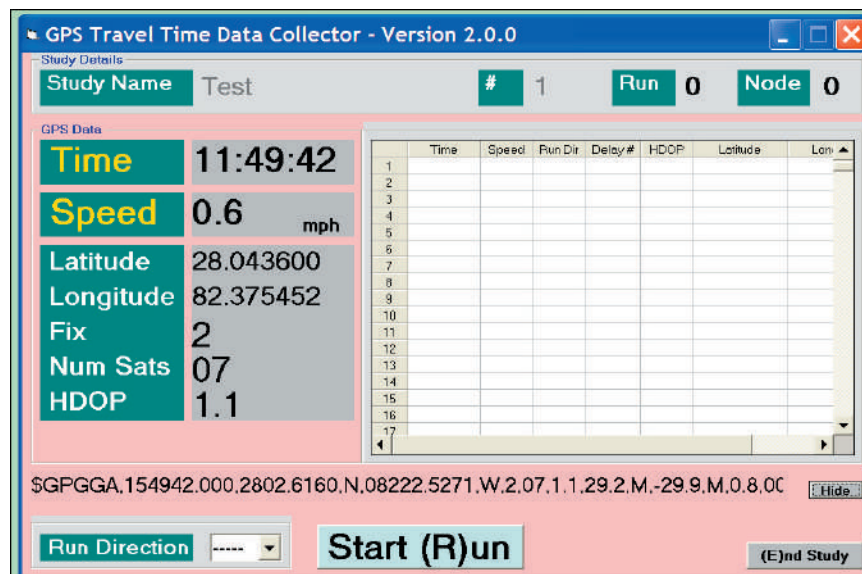 GPS Travel Time Data Collector - Version 2.0.0
Study Details
Study Name Test # 1 Run 0 Node 0
GPS Data
Time 11:49:42
Speed 0.6 mph
Latitude 28.043600
Longitude 82.375452
Fix 2
Num Sats 07
HDOP 1.1
Time Speed Run Dir Delay # HDOP Latitude Lon
1
2
3
4
5
6
7
8
9
10
11
12
13
14
15
16
17
$GPGGA,154942.000,2802.6160,N,08222.5271,W,2,07,1.1,29.2,M,-29.9,M,0.8,00
Hide
Run Direction -----
Start (R)un
(E)nd Study